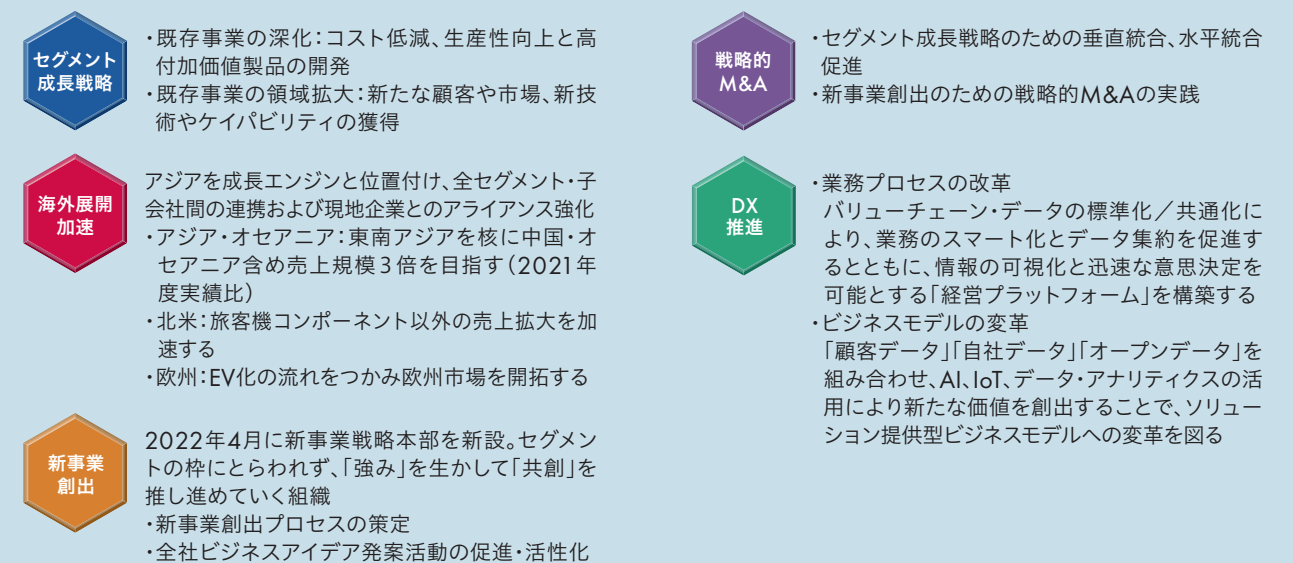 セグメント
成長戦略
・既存事業の深化：コスト低減、生産性向上と高
付加価値製品の開発
・既存事業の領域拡大：新たな顧客や市場、新技
術やケイパビリティの獲得
海外展開
加速
アジアを成長エンジンと位置付け、全セグメント・子
会社間の連携および現地企業とのアライアンス強化
・アジア・オセアニア：東南アジアを核に中国・オ
セアニア含め売上規模３倍を目指す（2021年
度実績比）
・北米：旅客機コンポーネント以外の売上拡大を加
速する
・欧州：EV化の流れをつかみ欧州市場を開拓する
新事業
創出
2022年4月に新事業戦略本部を新設。セグメン
トの枠にとらわれず、「強み」を生かして「共創」を
推し進めていく組織
・新事業創出プロセスの策定
・全社ビジネスアイデア発案活動の促進・活性化
戦略的
M&A
・セグメント成長戦略のための垂直統合、水平統合
促進
・新事業創出のための戦略的M&Aの実践
DX
推進
・業務プロセスの改革
バリューチェーン・データの標準化／共通化に
より、業務のスマート化とデータ集約を促進す
るとともに、情報の可視化と迅速な意思決定を
可能とする「経営プラットフォーム」を構築する
・ビジネスモデルの変革
「顧客データ」「自社データ」「オープンデータ」を
組み合わせ、AI、IoT、データ・アナリティクスの活
用により新たな価値を創出することで、ソリュー
ション提供型ビジネスモデルへの変革を図る